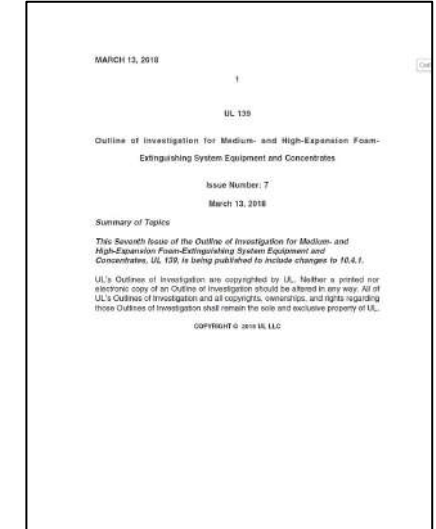 MARCH 13, 2018
1
UL 139
Outline of Investigation for Medium- and High-Expansion Foam-
Extinguishing System Equipment and Concentrates
Issue Number: 7
March 13, 2018
Summary of Topics
This Seventh Issue of the Outline of Investigation for Medium- and
High-Expansion Foam-Extinguishing System Equipment and
Concentrates, UL 139, is being published to include changes to 10.4.1.
UL's Outlines of Investigation are copyrighted by UL. Neither a printed nor
electronic copy of an Outline of Investigation should be altered in any way. All of
UL's Outlines of Investigation and all copyrights, ownerships, and rights regarding
those Outlines of Investigation shall remain the sole and exclusive property of UL.
COPYRIGHT © 2018 UL LLC